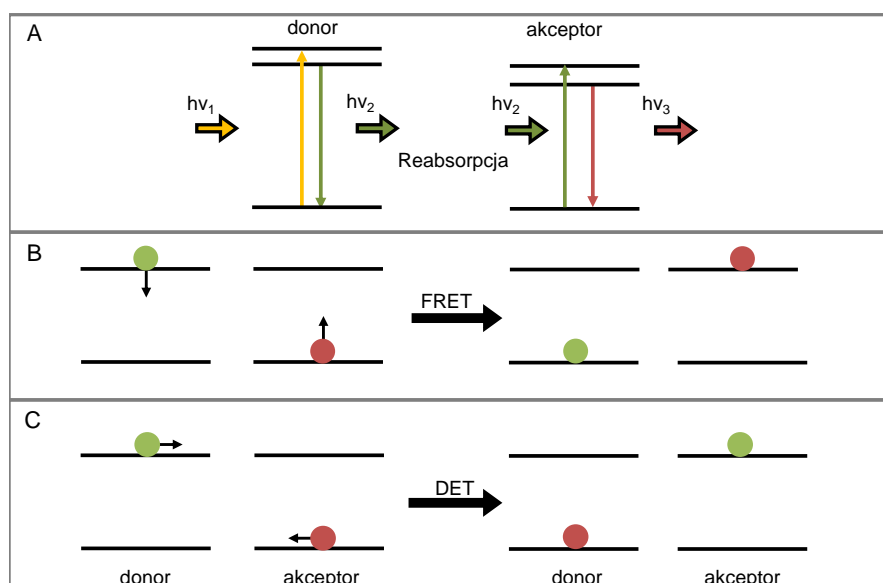 A
donor
akceptor
hv₁
hv₂
hv₂
hv₃
Reabsorpcja
B
FRET
C
DET
donor
akceptor
donor
akceptor